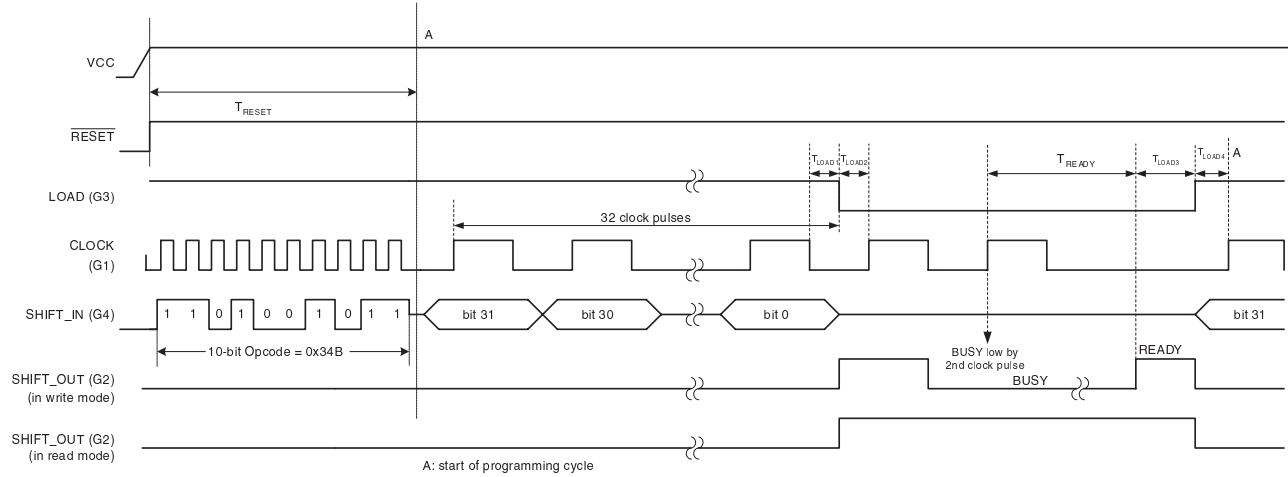 A
VCC
TRESET
RESET
TLOAD1 TLOAD2 TREADY TLOAD3 TLOAD4 A
LOAD (G3)
32 clock pulses
CLOCK
(G1)
SHIFT_IN (G4) 1 1 0 1 0 0 1 0 1 1 bit 31 bit 30 bit 0 bit 31
10-bit Opcode = 0x34B
BUSY low by
2nd clock pulse
READY
SHIFT_OUT (G2)
(in write mode)
BUSY
SHIFT_OUT (G2)
(in read mode)
A: start of programming cycle